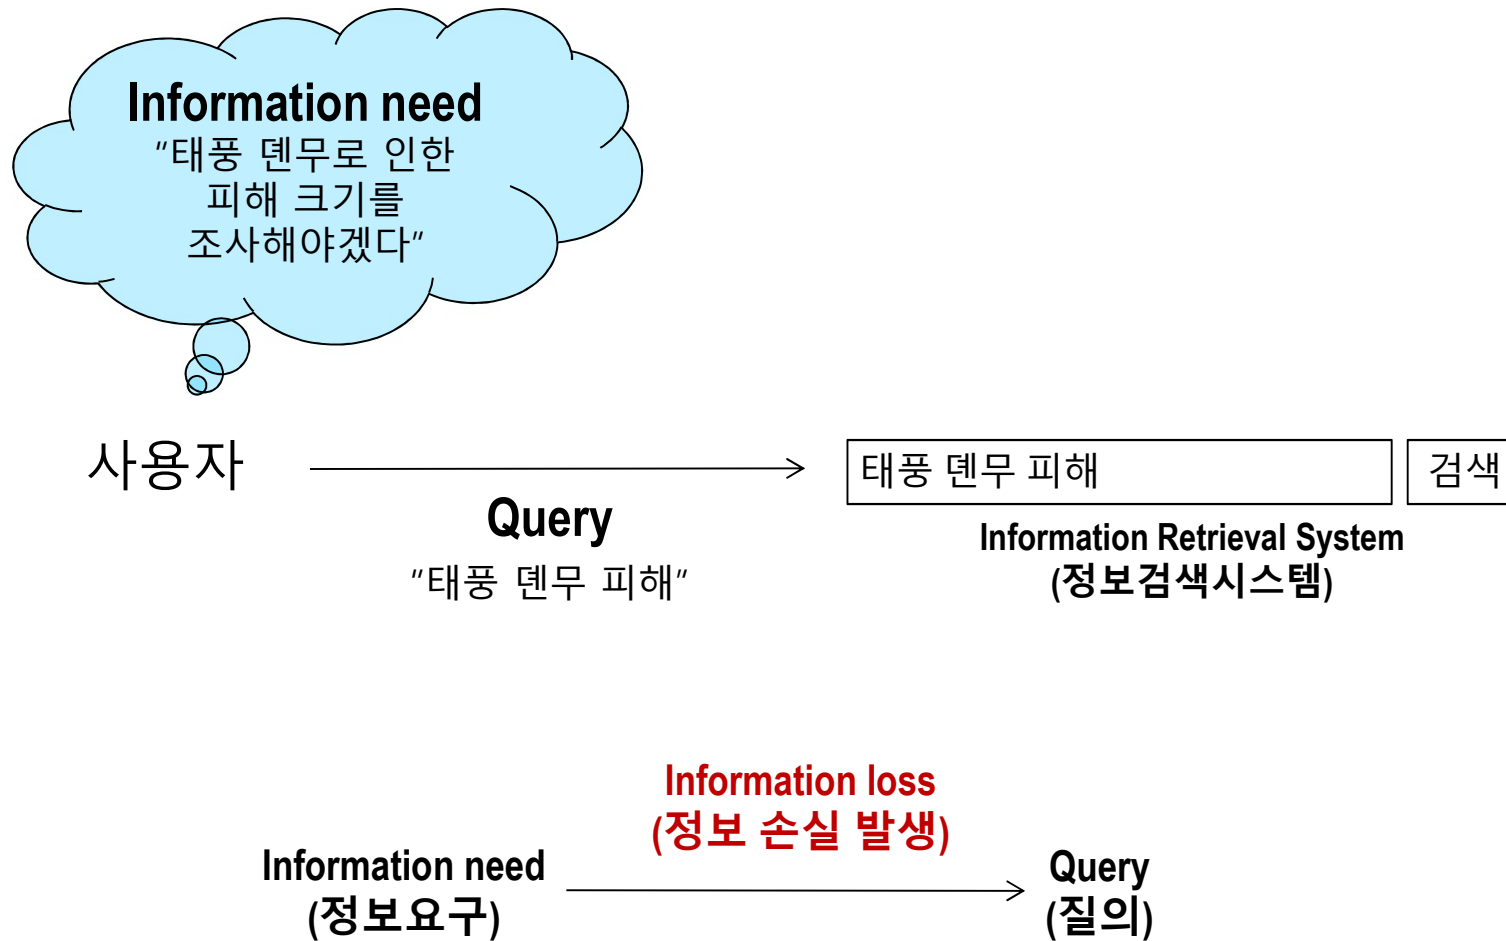 Information need
"태풍 뎬무로 인한
피해 크기를
조사해야겠다"
사용자
Query
"태풍 뎬무 피해"
태풍 뎬무 피해
검색
Information Retrieval System
(정보검색시스템)
Information loss
(정보 손실 발생)
Information need
(정보요구)
Query
(질의)